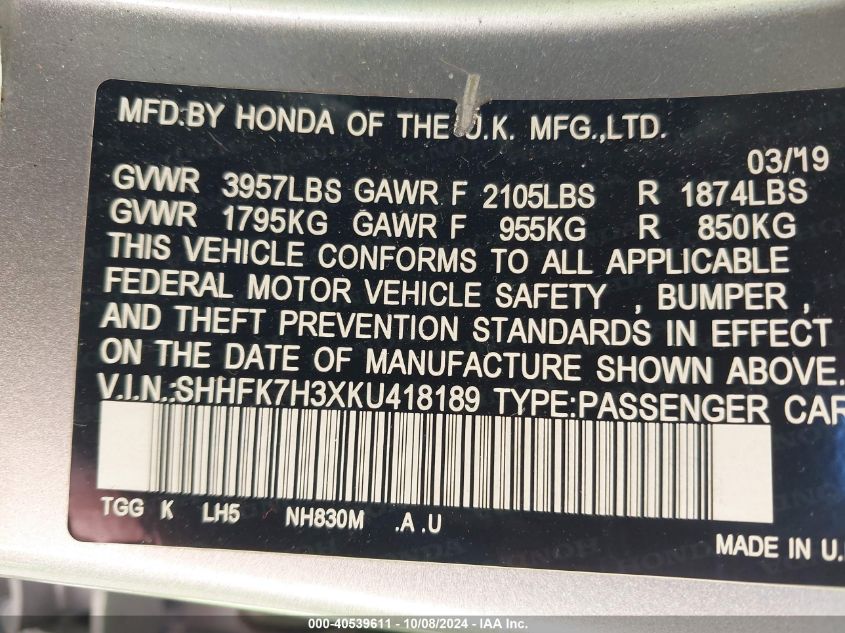 MFD.BY HONDA OF THE U.K. MFG.,LTD.
03/'19
GVWR 3957LBS GAWR F 2105LBS R 1874LBS
GVWR 1795KG GAWR F 955KG R 850KG
THIS VEHICLE CONFORMS TO ALL APPLICABLE
FEDERAL MOTOR VEHICLE SAFETY , BUMPER ,
AND THEFT PREVENTION STANDARDS IN EFFECT
ON THE DATE OF MANUFACTURE SHOWN ABOVE.
V.I.N.:SHHFK7H3XKU418189 TYPE:PASSENGER CAR
TGG K LH5 NH830M .A .U
MADE IN U.
000-40539611 - 10/08/2024 - IAA Inc.